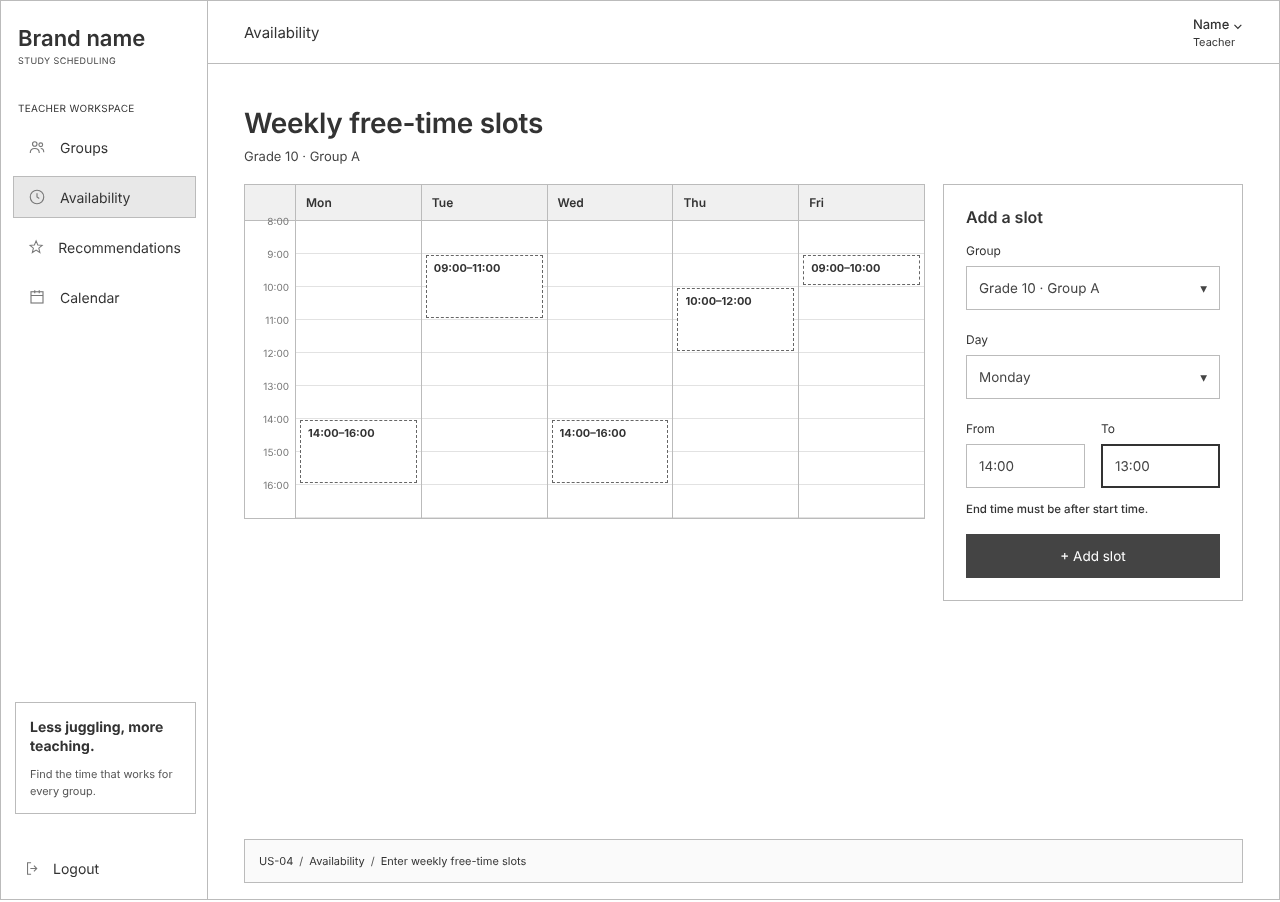 Brand name
STUDY SCHEDULING
TEACHER WORKSPACE
Groups
Availability
Recommendations
Calendar
Less juggling, more
teaching.
Find the time that works for
every group.
Logout
Availability
Name
Teacher
Weekly free-time slots
Grade 10 · Group A
Mon Tue Wed Thu Fri
8:00
9:00
10:00
11:00
12:00
13:00
14:00
15:00
16:00
14:00–16:00
09:00–11:00
14:00–16:00
10:00–12:00
09:00–10:00
Add a slot
Group
Grade 10 · Group A
Day
Monday
From To
14:00 13:00
End time must be after start time.
+ Add slot
US-04 / Availability / Enter weekly free-time slots